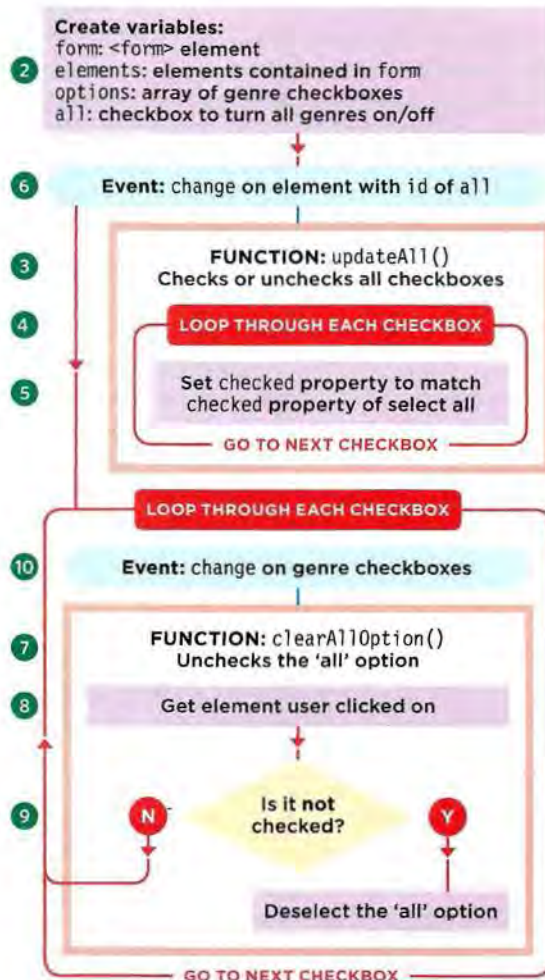 Create variables:
form: <form> element
2
elements: elements contained in form
options: array of genre checkboxes
all: checkbox to turn all genres on/off
6
Event: change on element with id of all
3
FUNCTION: updateAll()
Checks or unchecks all checkboxes
4
LOOP THROUGH EACH CHECKBOX
5
Set checked property to match
checked property of select all
GO TO NEXT CHECKBOX
LOOP THROUGH EACH CHECKBOX
10
Event: change on genre checkboxes
7
FUNCTION: clearAllOption()
Unchecks the 'all' option
8
Get element user clicked on
9
N
Is it not
checked?
Y
Deselect the 'all' option
GO TO NEXT CHECKBOX